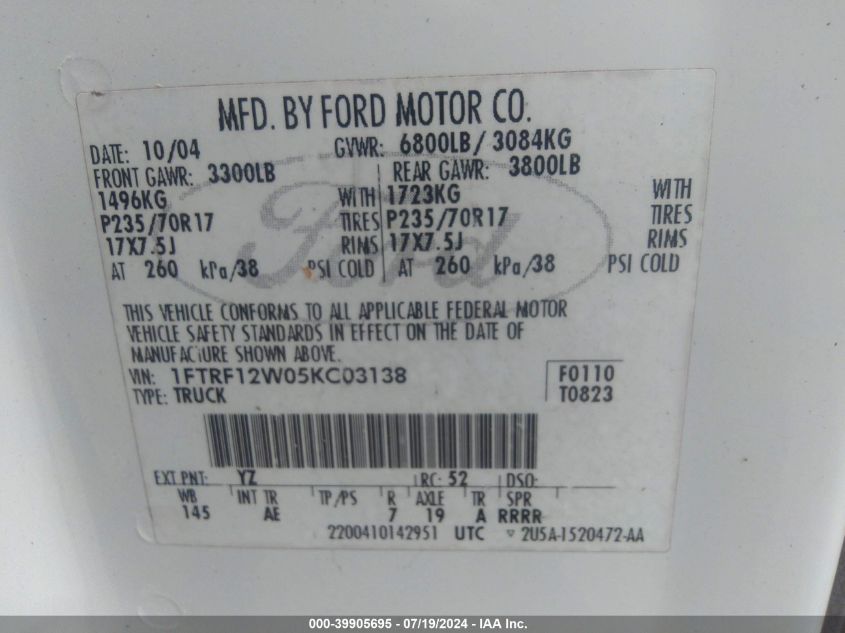 MFD. BY FORD MOTOR CO.
DATE: 10/04 GVWR: 6800LB/ 3084KG
FRONT GAWR: 3300LB REAR GAWR: 3800LB
1496KG WITH 1723KG WITH
P235/70R17 TIRES P235/70R17 TIRES
17X7.5J RIMS 17X7.5J RIMS
AT 260 kPa/38 PSI COLD AT 260 kPa/38 PSI COLD
Ford
THIS VEHICLE CONFORMS TO ALL APPLICABLE FEDERAL MOTOR
VEHICLE SAFETY STANDARDS IN EFFECT ON THE DATE OF
MANUFACTURE SHOWN ABOVE.
VIN: 1FTRF12W05KC03138 F0110
TYPE: TRUCK T0823
EXT PNT: YZ RC: 52 DSO:
WB INT TR TP/PS R AXLE TR SPR
145 AE 7 19 A RRRR
2200410142951 UTC 2U5A-1520472-AA
000-39905695 - 07/19/2024 - IAA Inc.